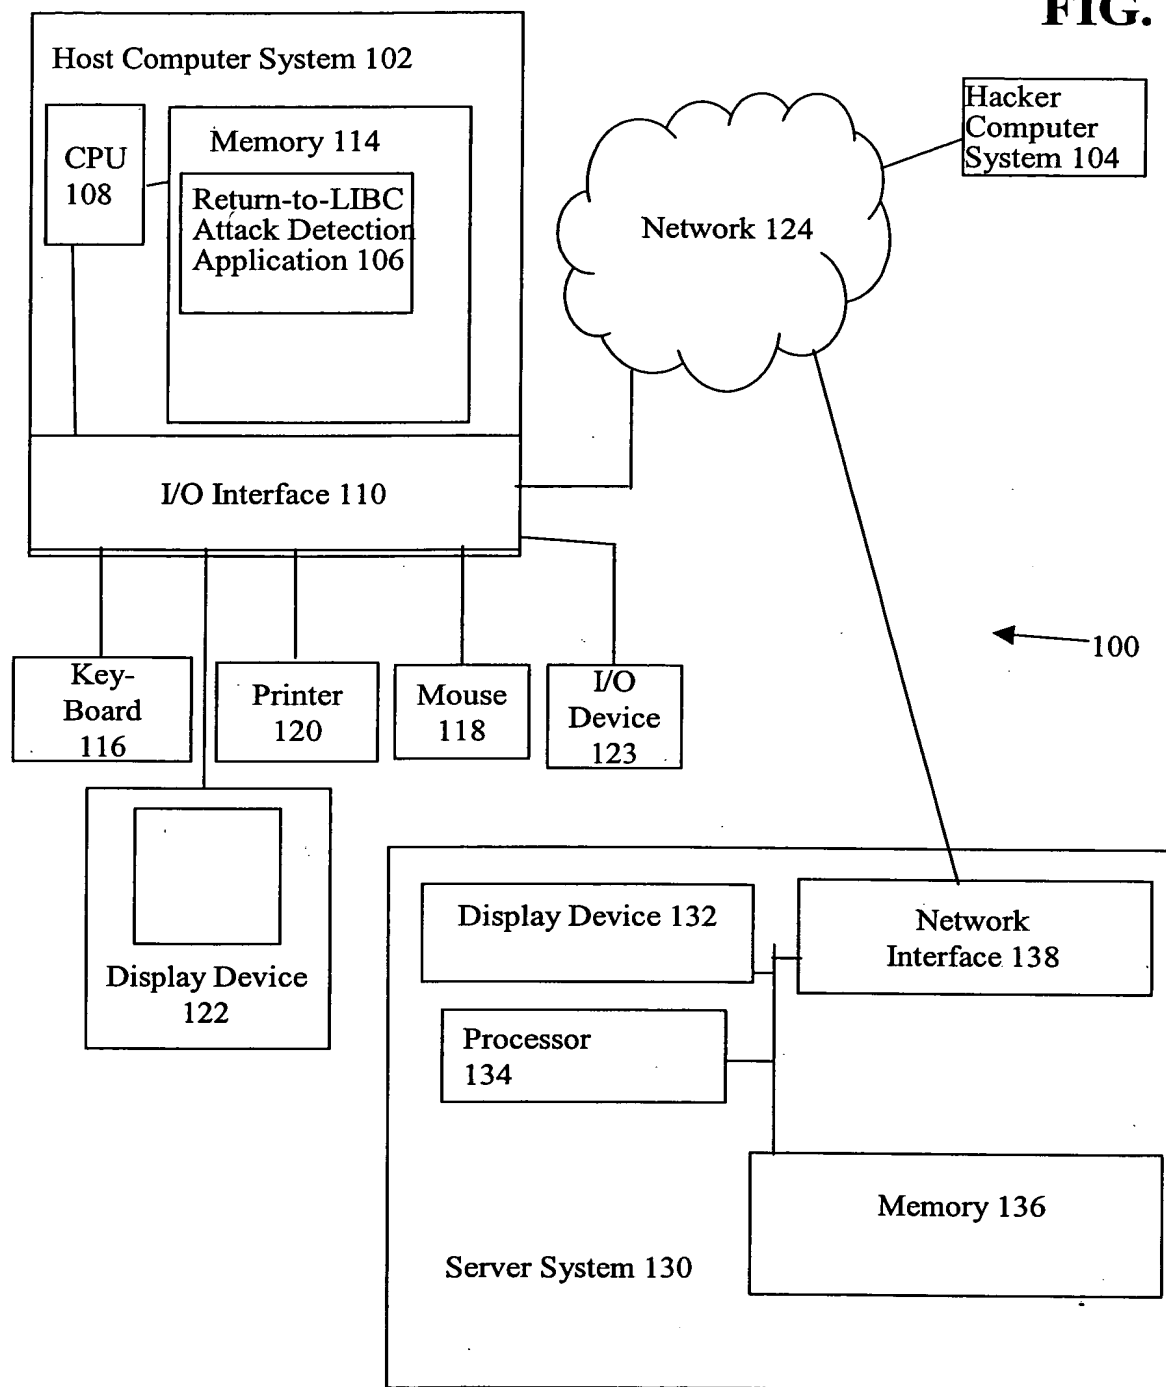 FIG.
Host Computer System 102
CPU
108
Memory 114
Return-to-LIBC
Attack Detection
Application 106
I/O Interface 110
Network 124
Hacker
Computer
System 104
100
Key-
Board
116
Printer
120
Mouse
118
I/O
Device
123
Display Device
122
Display Device 132
Network
Interface 138
Processor
134
Memory 136
Server System 130